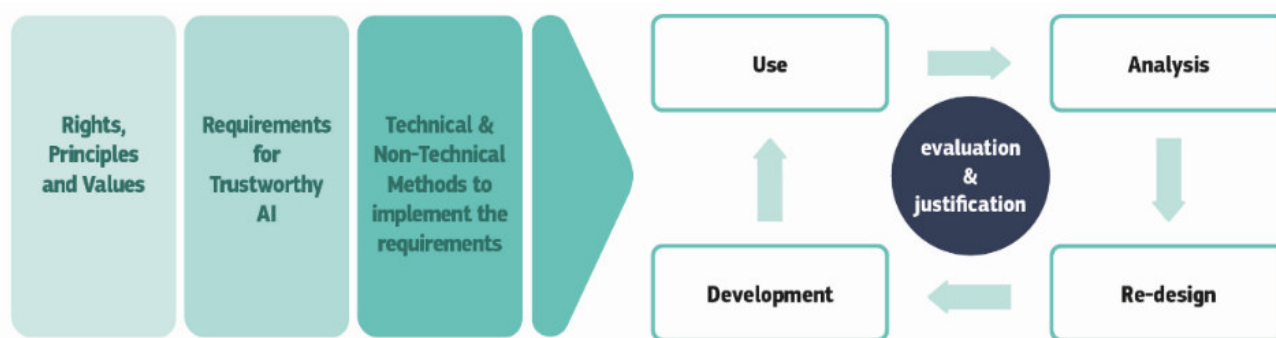 Rights,
Principles
and Values
Requirements
for
Trustworthy
AI
Technical &
Non-Technical
Methods to
implement the
requirements
Use
Analysis
evaluation
&
justification
Development
Re-design